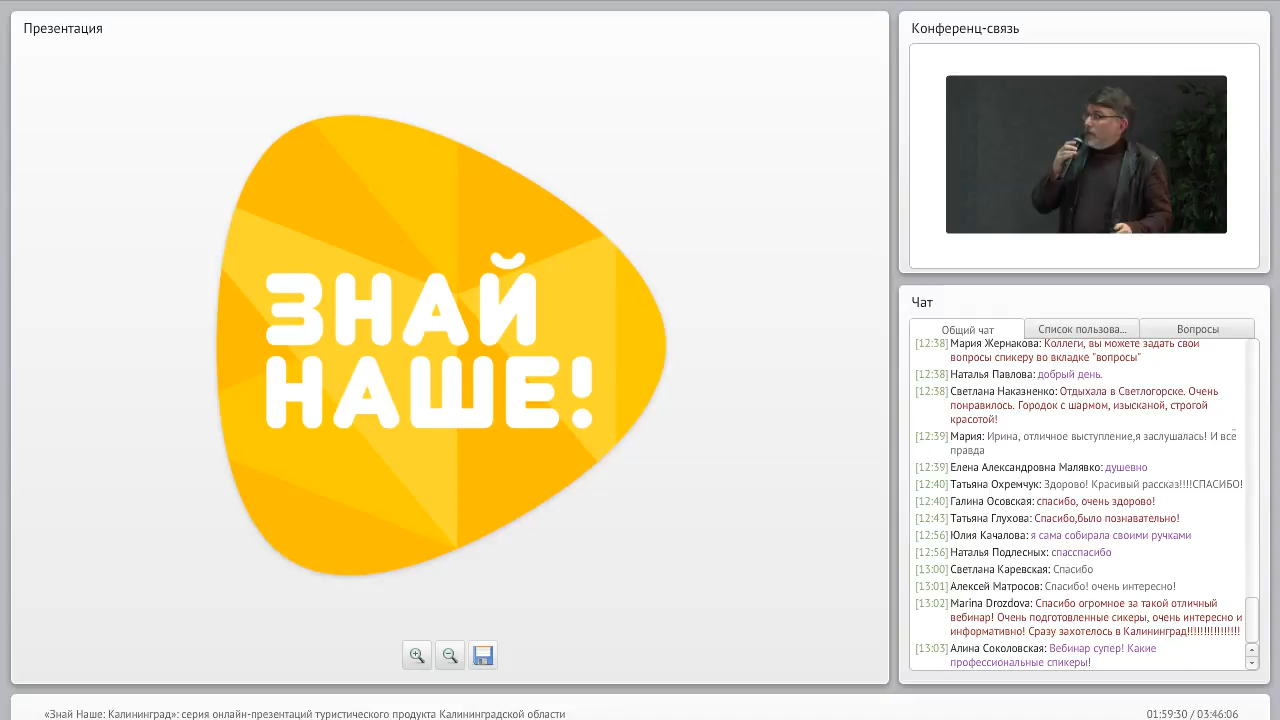 Презентация
ЗНАЙ
НАШЕ!
Конференц-связь
Чат
Общий чат
Список пользова...
Вопросы
[12:38] Мария Жернакова: Коллеги, вы можете задать свои
вопросы спикеру во вкладке "вопросы"
[12:38] Наталья Павлова: добрый день.
[12:38] Светлана Наказненко: Отдыхала в Светлогорске. Очень
понравилось. Городок с шармом, изысканой, строгой
красотой!
[12:39] Мария: Ирина, отличное выступление,я заслушалась! И всё
правда
[12:39] Елена Александровна Малявко: душевно
[12:40] Татьяна Охремчук: Здорово! Красивый рассказ!!!!СПАСИБО!
[12:40] Галина Осовская: спасибо, очень здорово!
[12:43] Татьяна Глухова: Спасибо,было познавательно!
[12:56] Юлия Качалова: я сама собирала своими ручками
[12:56] Наталья Подлесных: спасспасибо
[13:00] Светлана Каревская: Спасибо
[13:01] Алексей Матросов: Спасибо! очень интересно!
[13:02] Marina Drozdova: Спасибо огромное за такой отличный
вебинар! Очень подготовленные сикеры, очень интересно и
информативно! Сразу захотелось в Калининград!!!!!!!!!!!!!!!!
[13:03] Алина Соколовская: Вебинар супер! Какие
профессиональные спикеры!
«Знай Наше: Калининград»: серия онлайн-презентаций туристического продукта Калининградской области
01:59:30 / 03:46:06